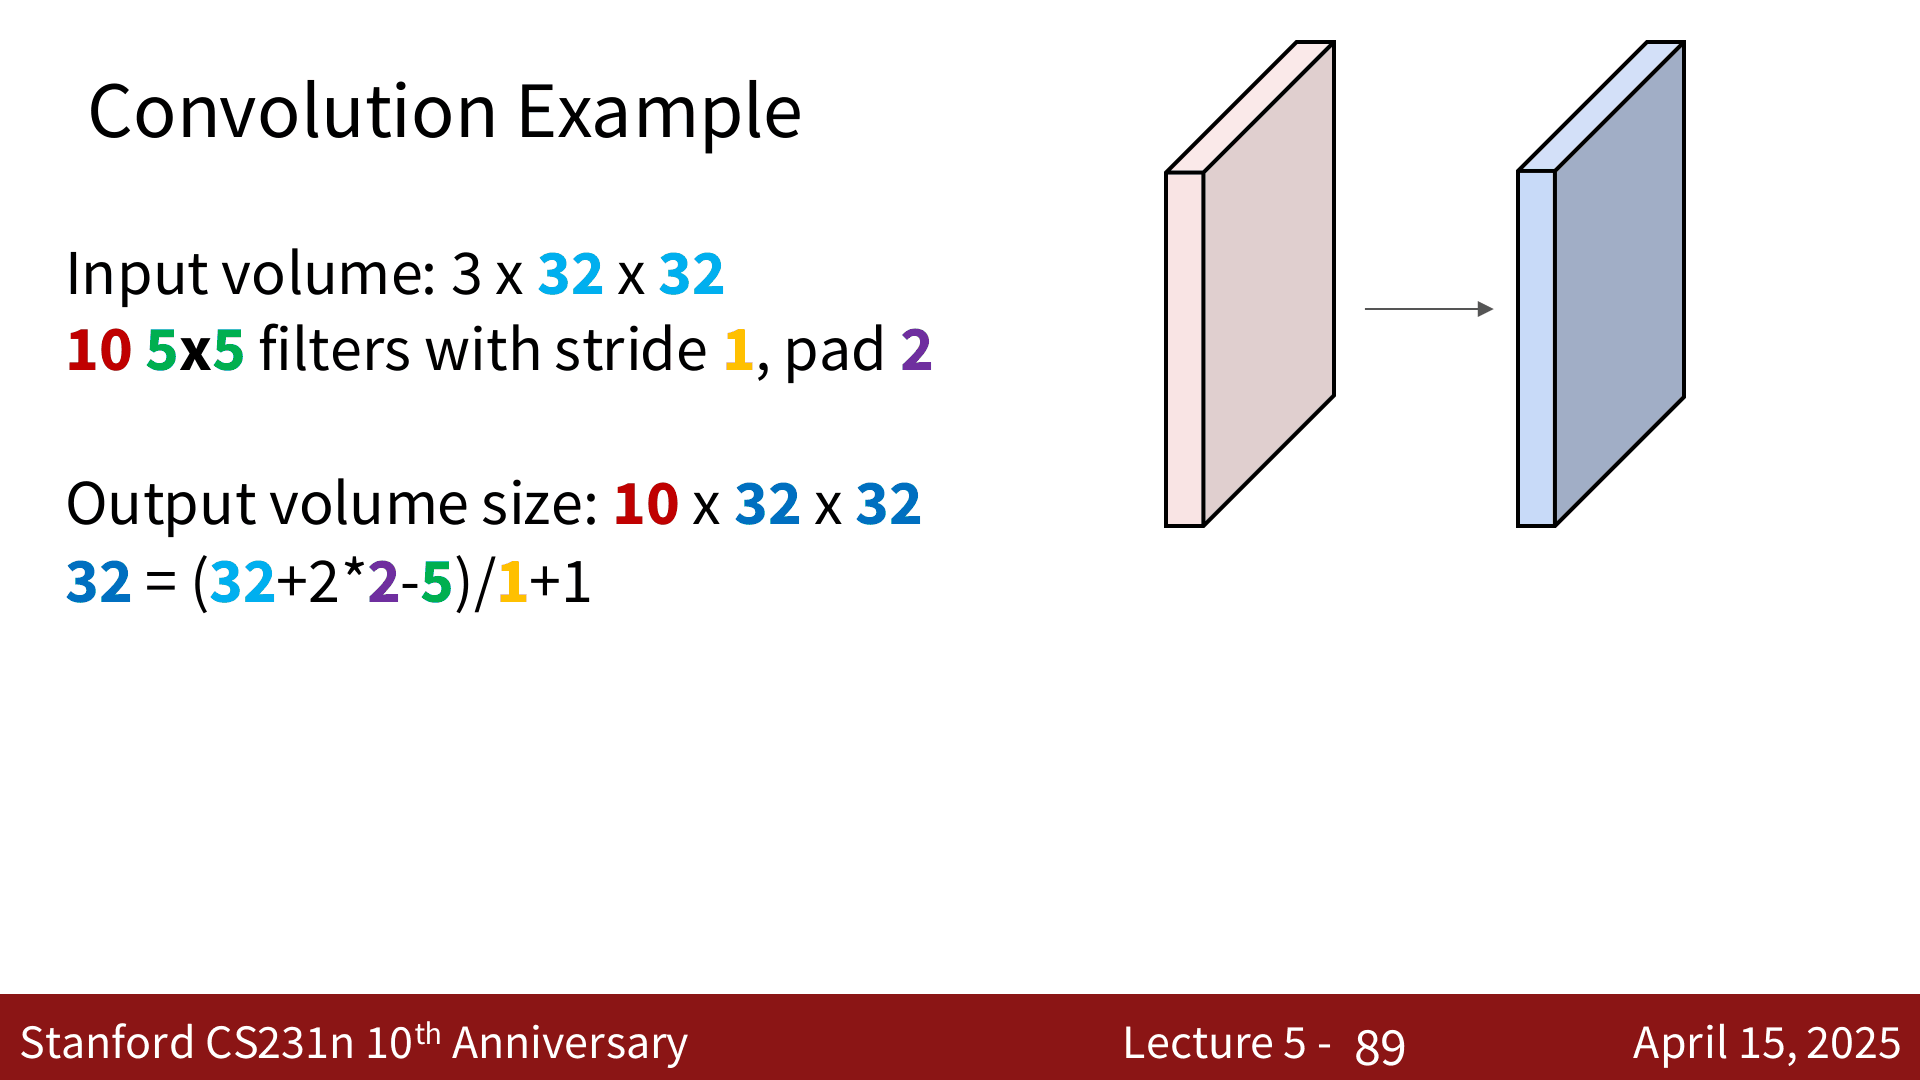 Convolution Example
Input volume: 3 x 32 x 32
10 5x5 filters with stride 1, pad 2
Output volume size: 10 x 32 x 32
32 = (32+2*2-5)/1+1
Stanford CS231n 10th Anniversary
Lecture 5 - 89
April 15, 2025